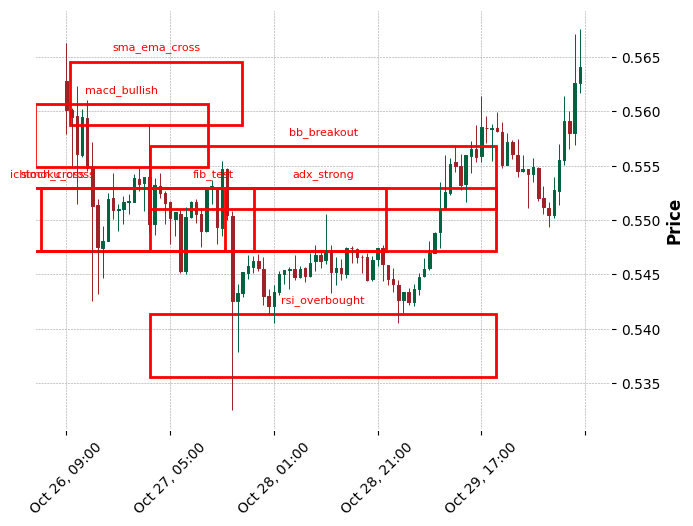 sma_ema_cross
macd_bullish
bb_breakout
fib_test
adx_strong
rsi_overbought
0.565
0.560
0.555
0.550
0.545
0.540
0.535
Price
Oct 26, 09:00
Oct 27, 05:00
Oct 28, 01:00
Oct 28, 21:00
Oct 29, 17:00